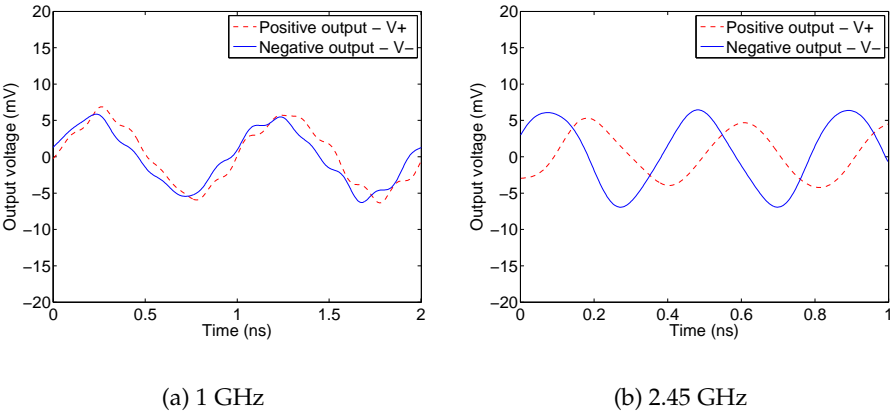 20
15
10
5
0
−5
−10
−15
−20
Output voltage (mV)
0
0.5
1
1.5
2
Time (ns)
Positive output − V+
Negative output − V−
(a) 1 GHz
20
15
10
5
0
−5
−10
−15
−20
Output voltage (mV)
0
0.2
0.4
0.6
0.8
1
Time (ns)
Positive output − V+
Negative output − V−
(b) 2.45 GHz